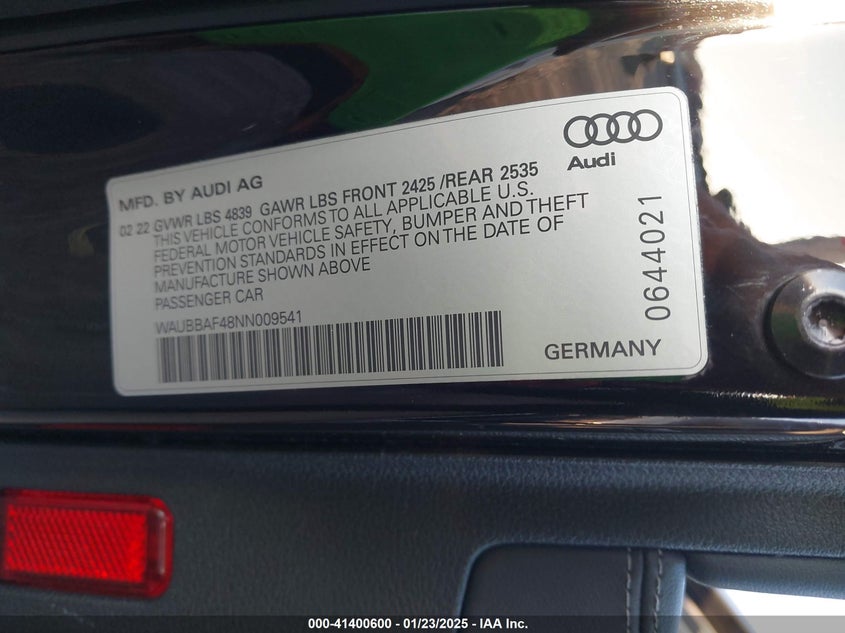 Audi
MFD. BY AUDI AG
02 22 GVWR LBS 4839 GAWR LBS FRONT 2425 /REAR 2535
THIS VEHICLE CONFORMS TO ALL APPLICABLE U.S.
FEDERAL MOTOR VEHICLE SAFETY, BUMPER AND THEFT
PREVENTION STANDARDS IN EFFECT ON THE DATE OF
MANUFACTURE SHOWN ABOVE
PASSENGER CAR
WAUBBAF48NN009541
GERMANY
0644021
000-41400600 - 01/23/2025 - IAA Inc.